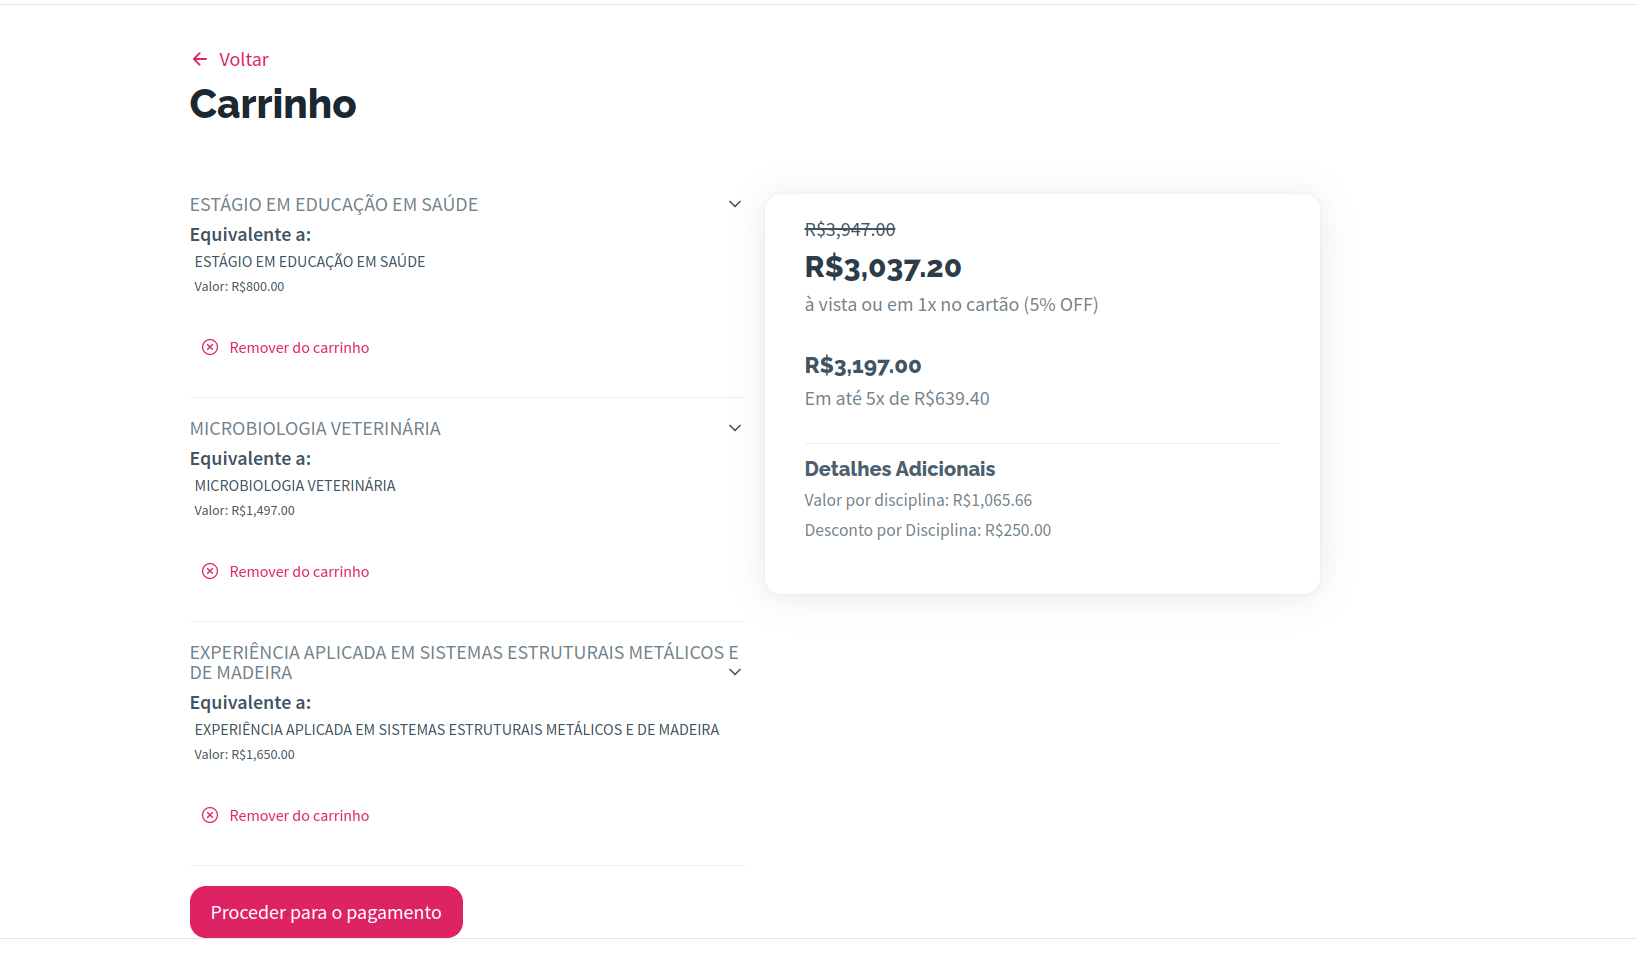 Voltar
Carrinho
ESTÁGIO EM EDUCAÇÃO EM SAÚDE
Equivalente a:
ESTÁGIO EM EDUCAÇÃO EM SAÚDE
Valor: R$800.00
Remover do carrinho
MICROBIOLOGIA VETERINÁRIA
Equivalente a:
MICROBIOLOGIA VETERINÁRIA
Valor: R$1,497.00
Remover do carrinho
EXPERIÊNCIA APLICADA EM SISTEMAS ESTRUTURAIS METÁLICOS E
DE MADEIRA
Equivalente a:
EXPERIÊNCIA APLICADA EM SISTEMAS ESTRUTURAIS METÁLICOS E DE MADEIRA
Valor: R$1,650.00
Remover do carrinho
Proceder para o pagamento
R$3,947.00
R$3,037.20
à vista ou em 1x no cartão (5% OFF)
R$3,197.00
Em até 5x de R$639.40
Detalhes Adicionais
Valor por disciplina: R$1,065.66
Desconto por Disciplina: R$250.00